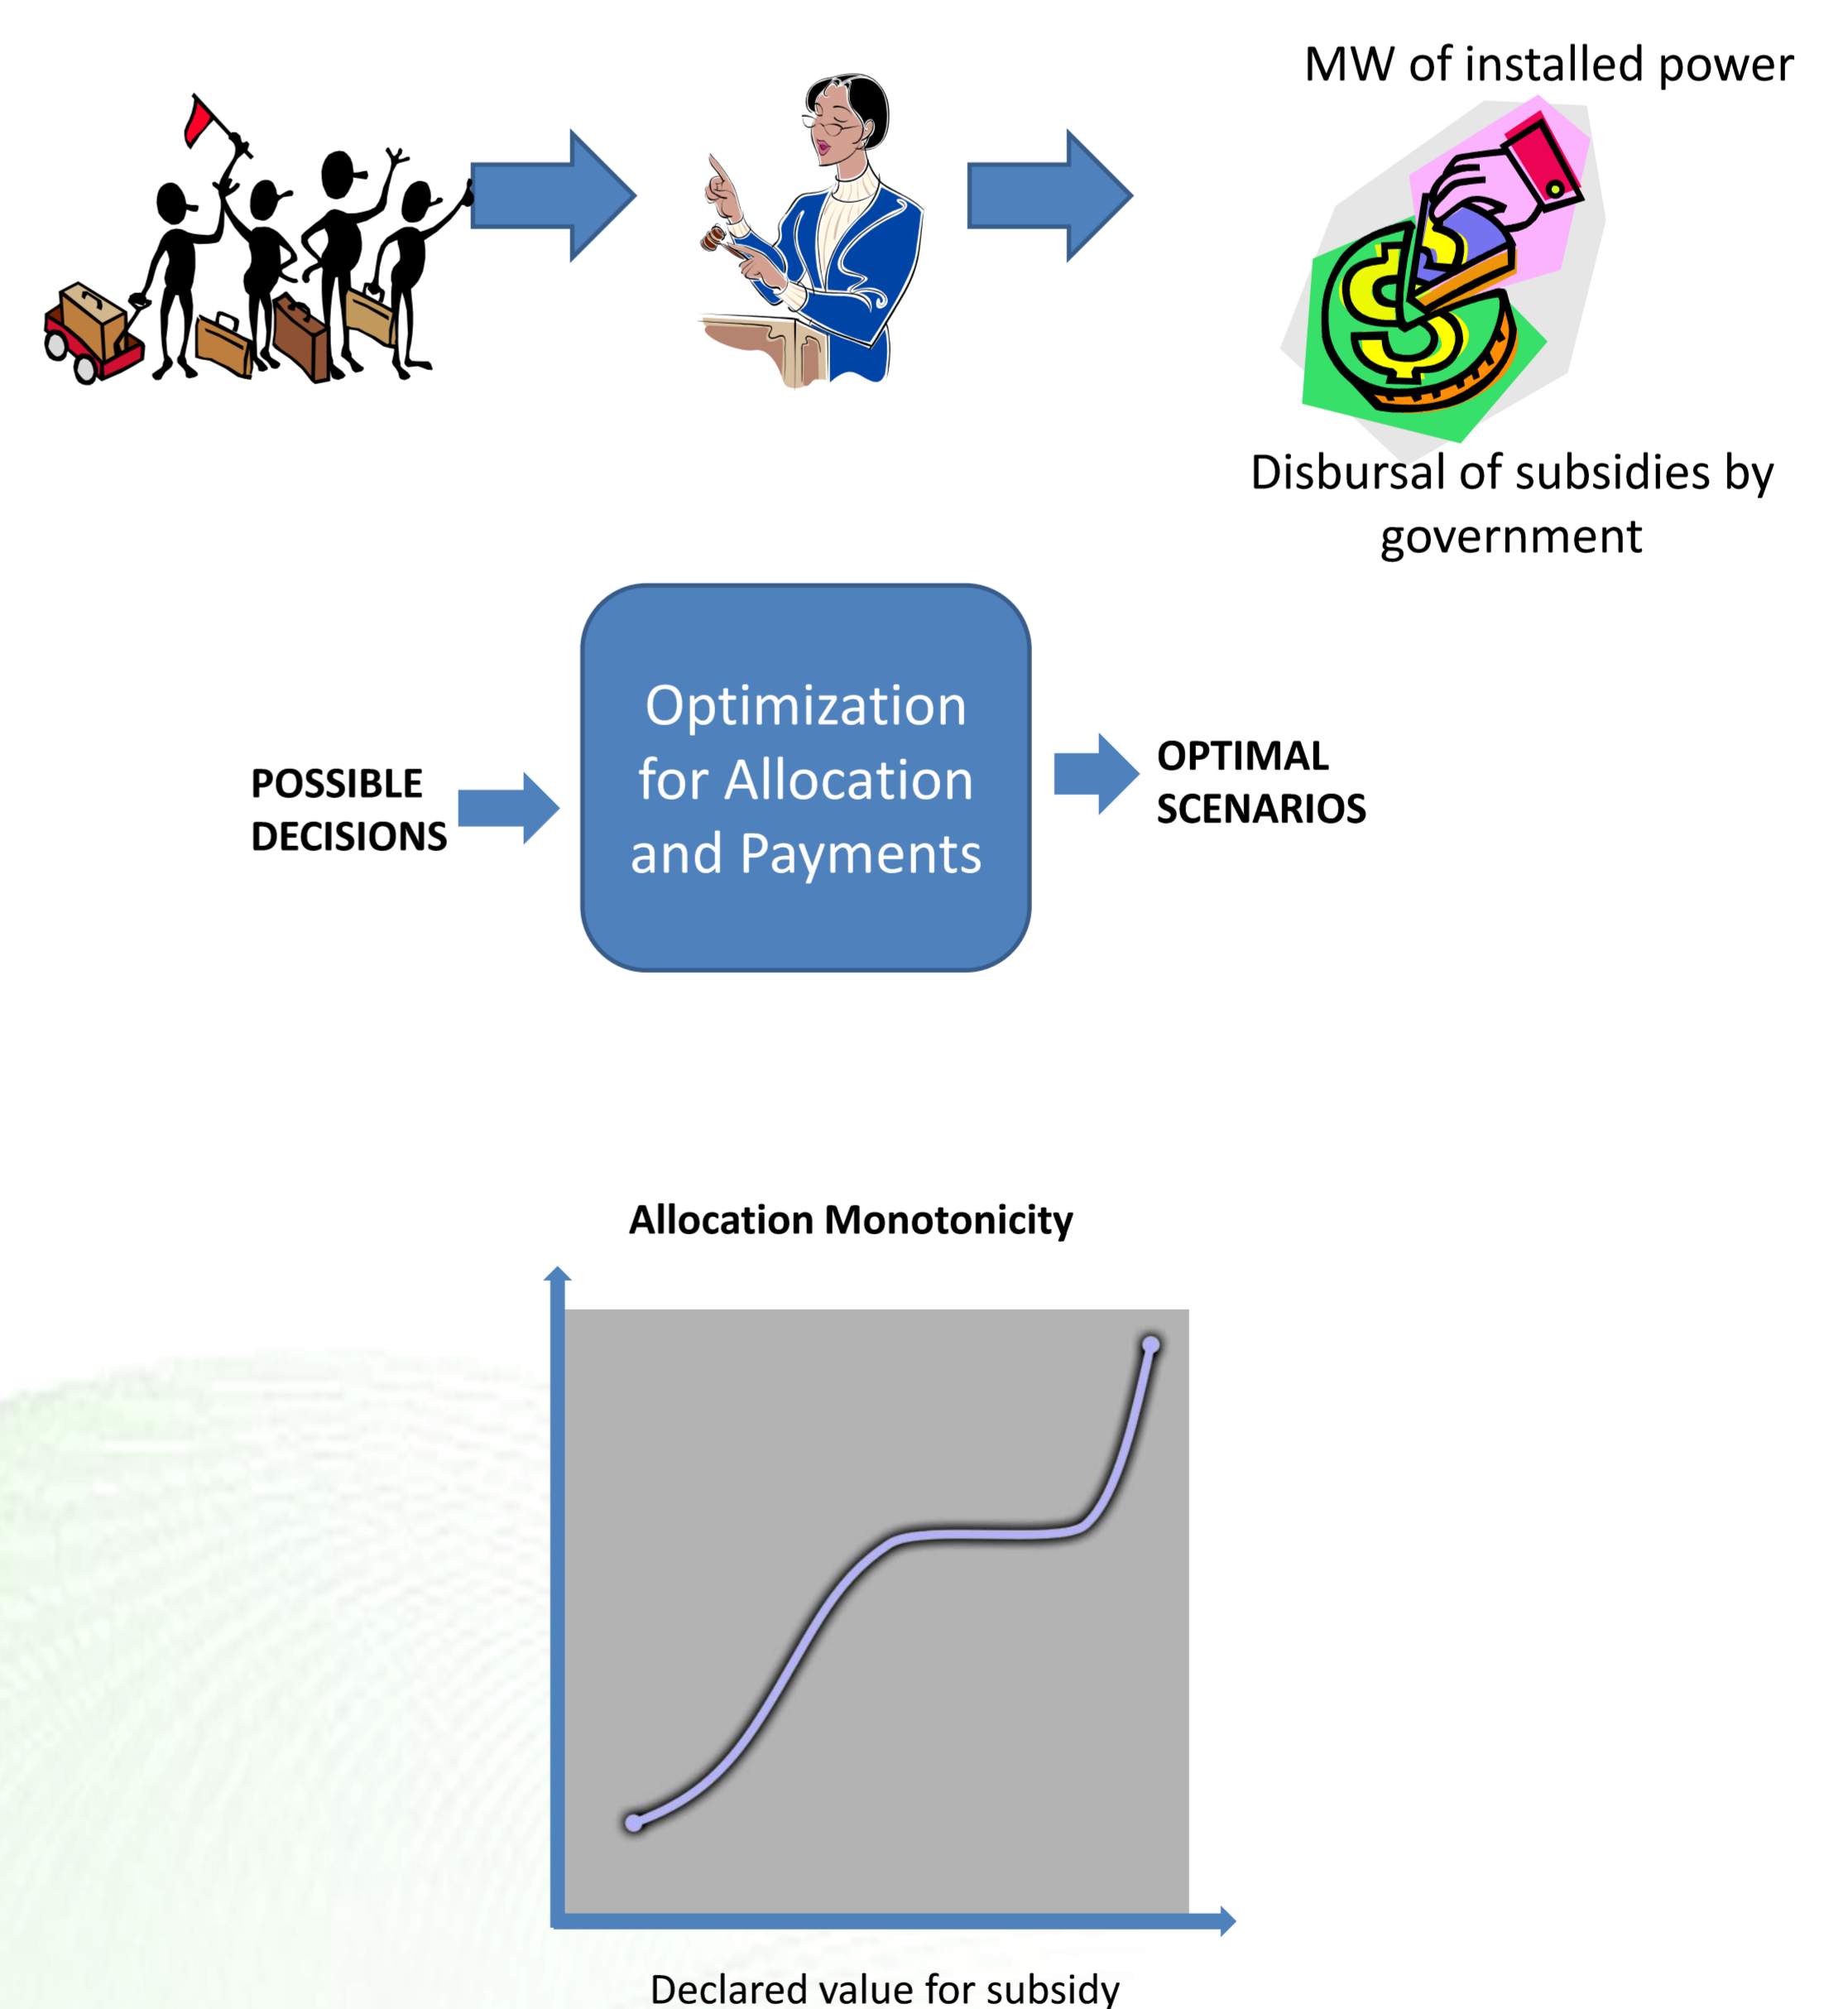 MW of installed power
Disbursal of subsidies by
government
Optimization
for Allocation
and Payments
POSSIBLE
DECISIONS
OPTIMAL
SCENARIOS
Allocation Monotonicity
Declared value for subsidy